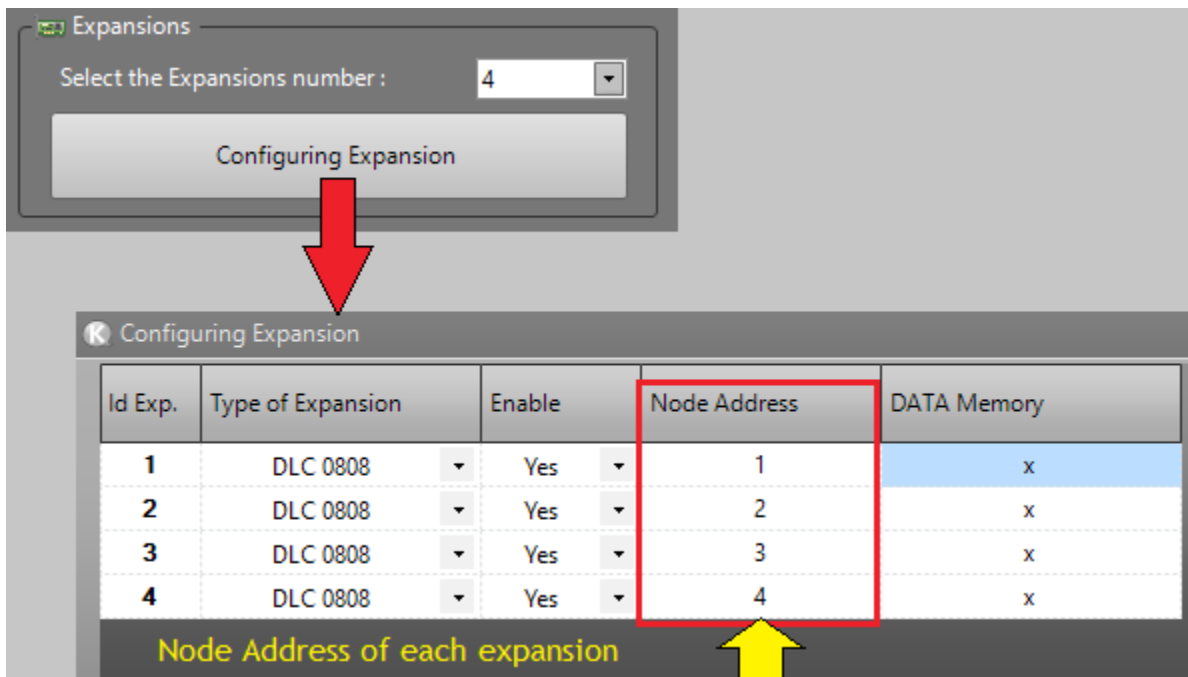 Expansions
Select the Expansions number : 4
Configuring Expansion
K Configuring Expansion
Id Exp. Type of Expansion Enable Node Address DATA Memory
1 DLC 0808 Yes 1 x
2 DLC 0808 Yes 2 x
3 DLC 0808 Yes 3 x
4 DLC 0808 Yes 4 x
Node Address of each expansion